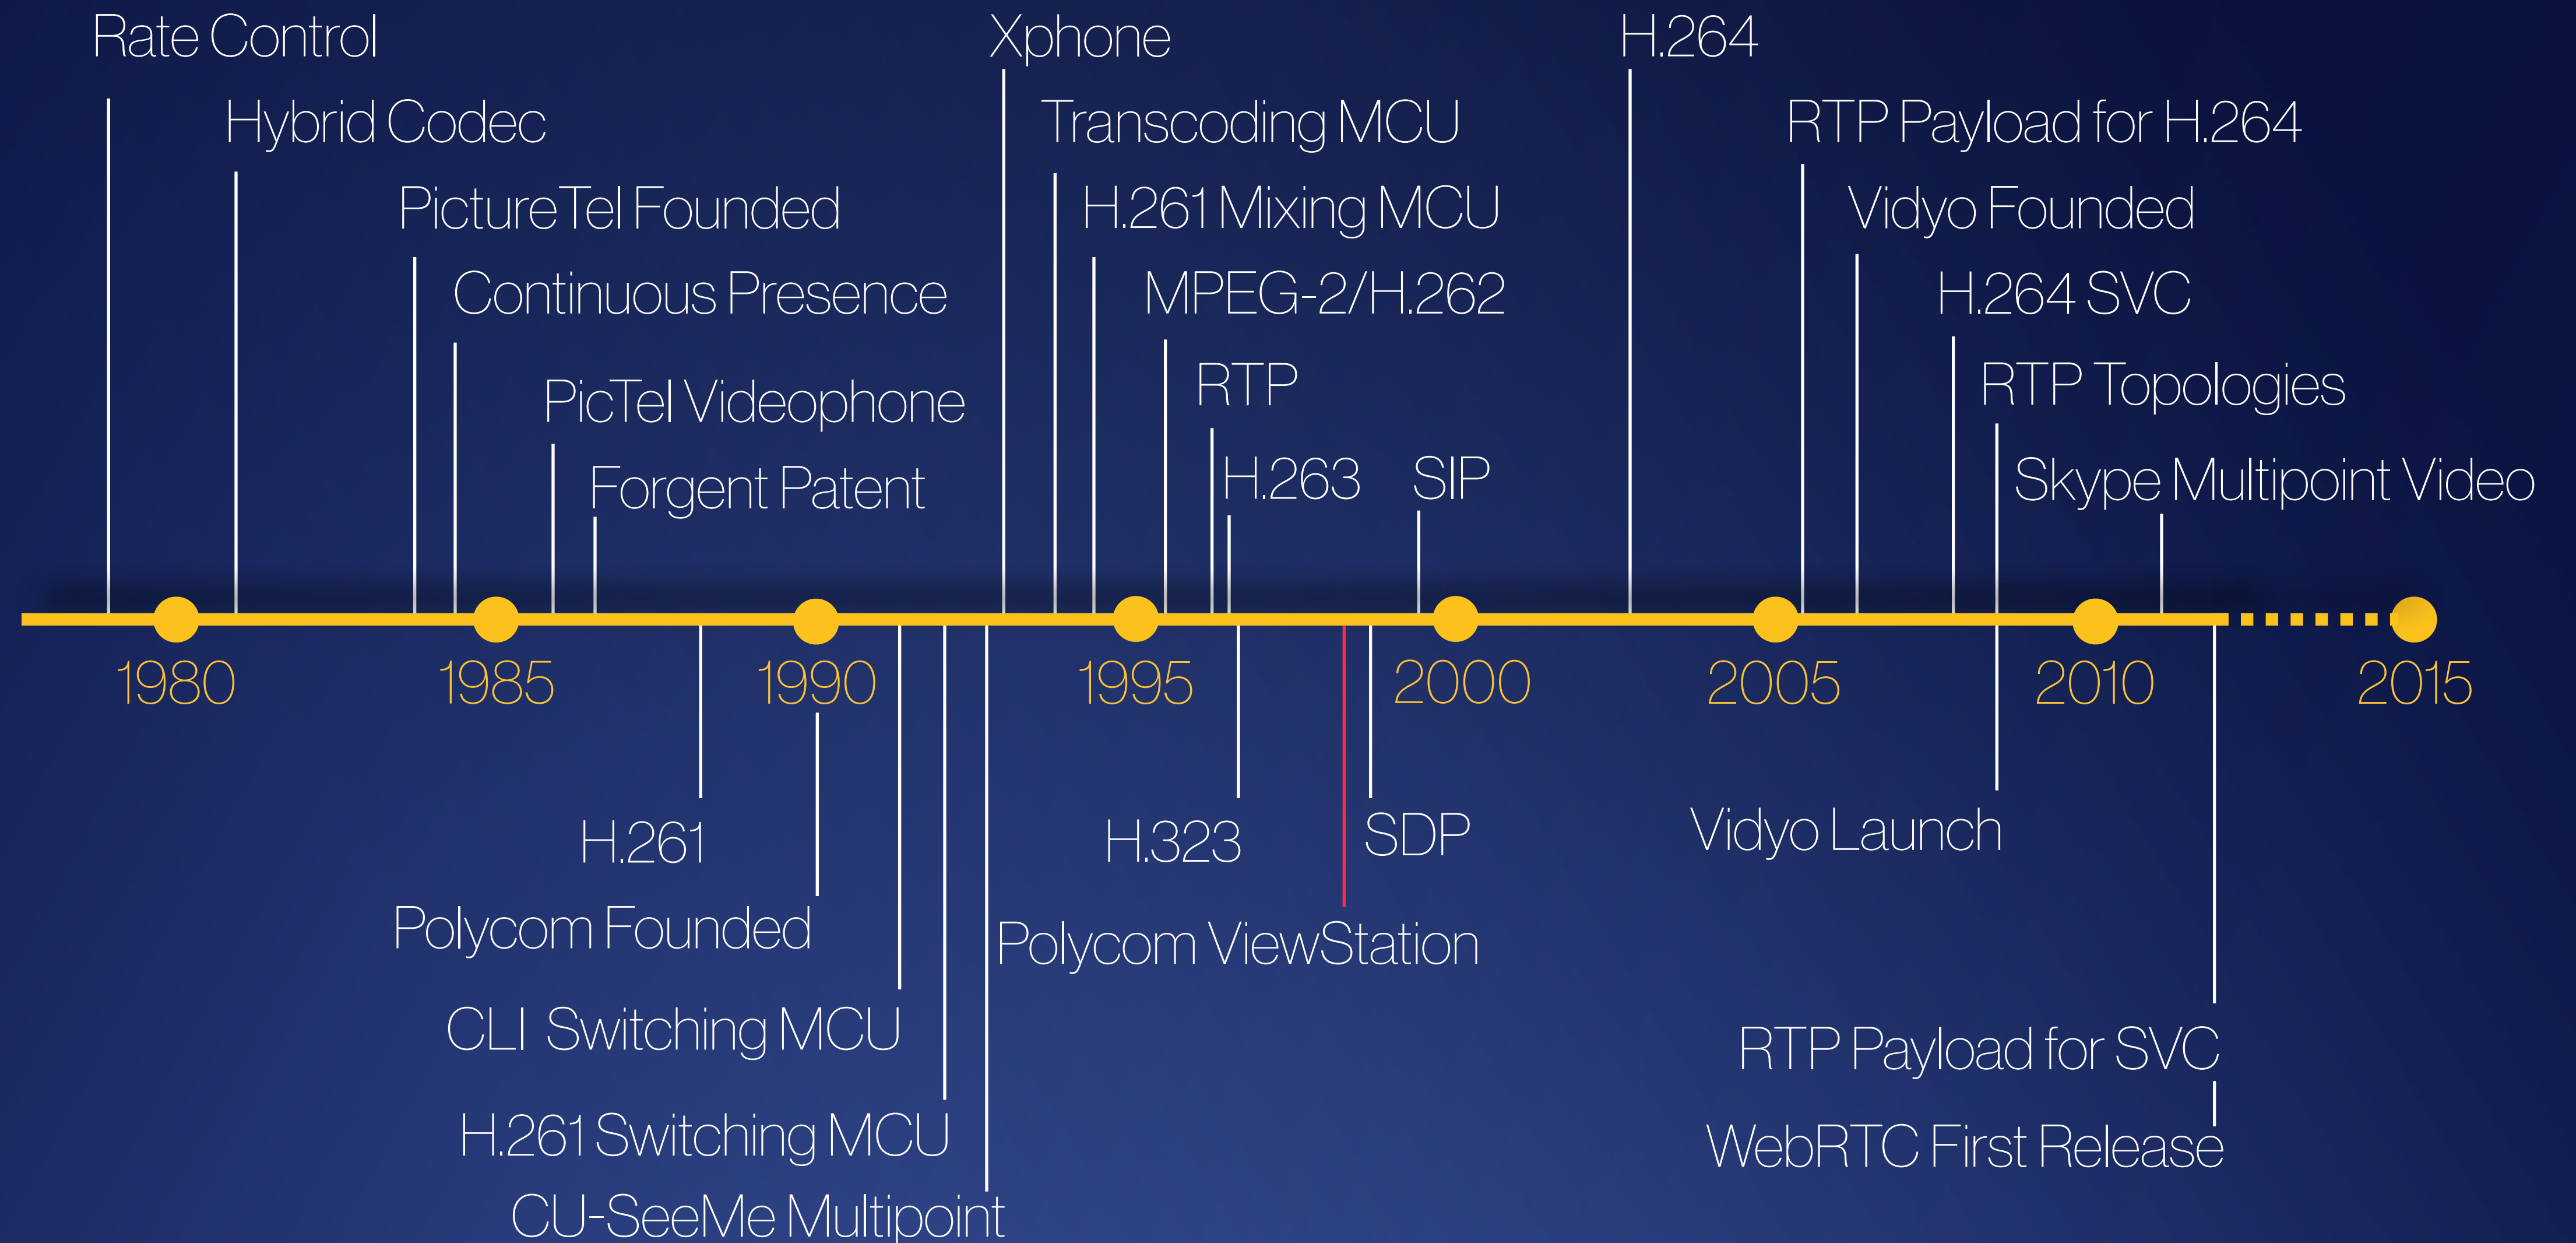 Rate Control
Xphone
H.264
Hybrid Codec
Transcoding MCU
RTP Payload for H.264
PictureTel Founded
H.261 Mixing MCU
Vidyo Founded
Continuous Presence
MPEG-2/H.262
H.264 SVC
RTP
RTP Topologies
PicTel Videophone
H.263
SIP
Skype Multipoint Video
Forgent Patent
1980
1985
1990
1995
2000
2005
2010
2015
H.261
H.323
SDP
Vidyo Launch
Polycom Founded
Polycom ViewStation
CLI Switching MCU
RTP Payload for SVC
H.261 Switching MCU
WebRTC First Release
CU-SeeMe Multipoint